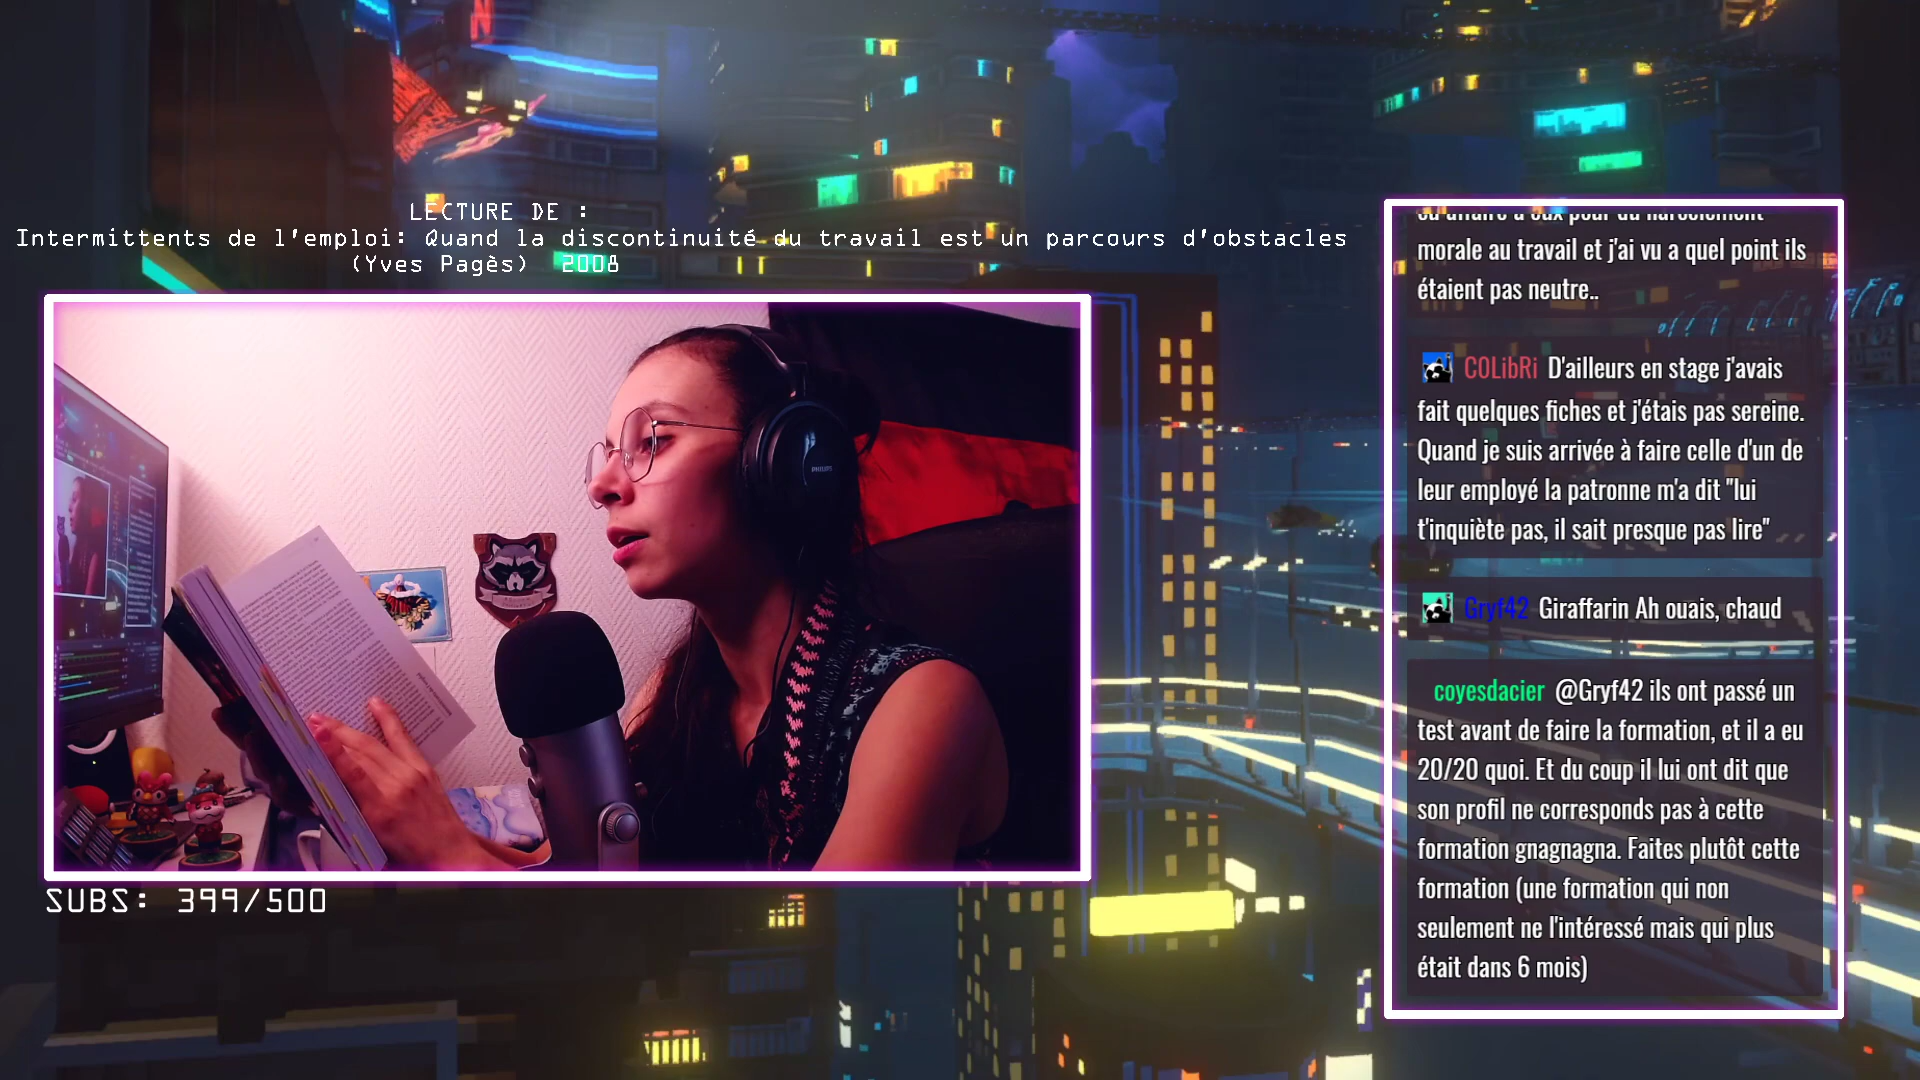 LECTURE DE :
Intermittents de l'emploi: Quand la discontinuité du travail est un parcours d'obstacles
(Yves Pagès) 2008
PHILIPS
SUBS: 399/500
morale au travail et j'ai vu a quel point ils
étaient pas neutre..
COLibRi D'ailleurs en stage j'avais
fait quelques fiches et j'étais pas sereine.
Quand je suis arrivée à faire celle d'un de
leur employé la patronne m'a dit "lui
t'inquiète pas, il sait presque pas lire"
Gryf42 Giraffarin Ah ouais, chaud
coyesdacier @Gryf42 ils ont passé un
test avant de faire la formation, et il a eu
20/20 quoi. Et du coup il lui ont dit que
son profil ne corresponds pas à cette
formation gnagnagna. Faites plutôt cette
formation (une formation qui non
seulement ne l'intéressé mais qui plus
était dans 6 mois)